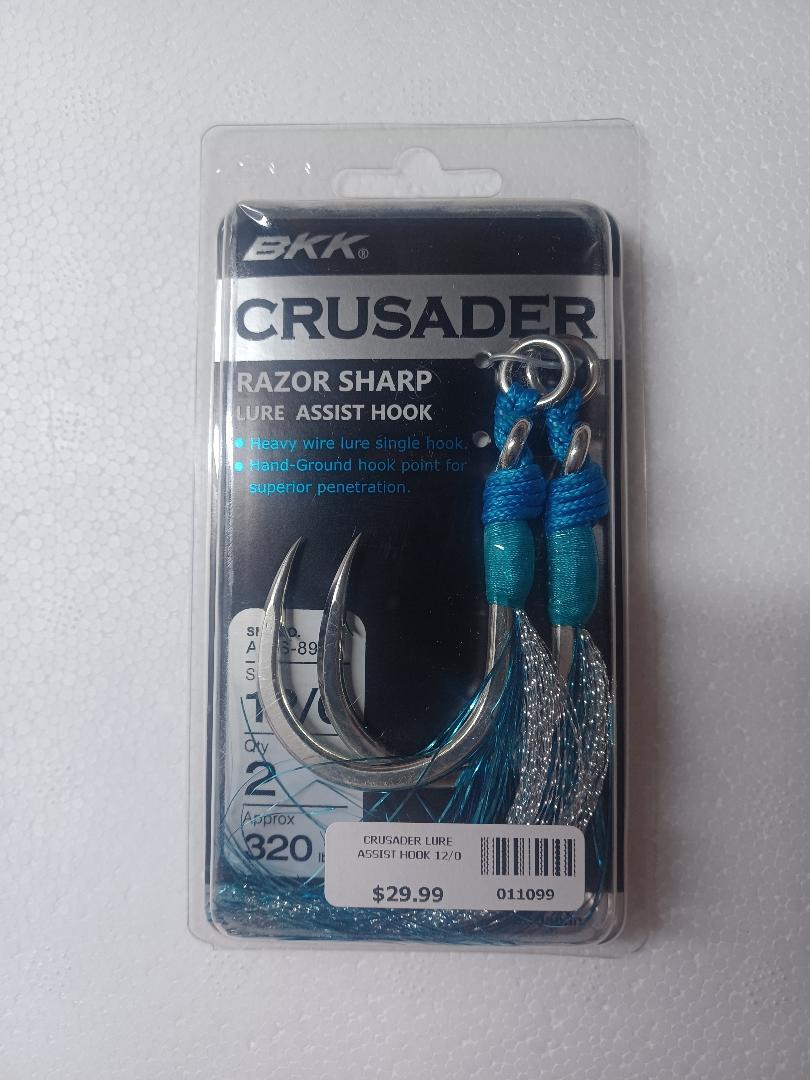 BKK®
CRUSADER
RAZOR SHARP
LURE ASSIST HOOK
• Heavy wire lure single hook.
• Hand-Ground hook point for
superior penetration.
Qty
2
Approx
320
CRUSADER LURE
ASSIST HOOK 12/0
$29.99
011099